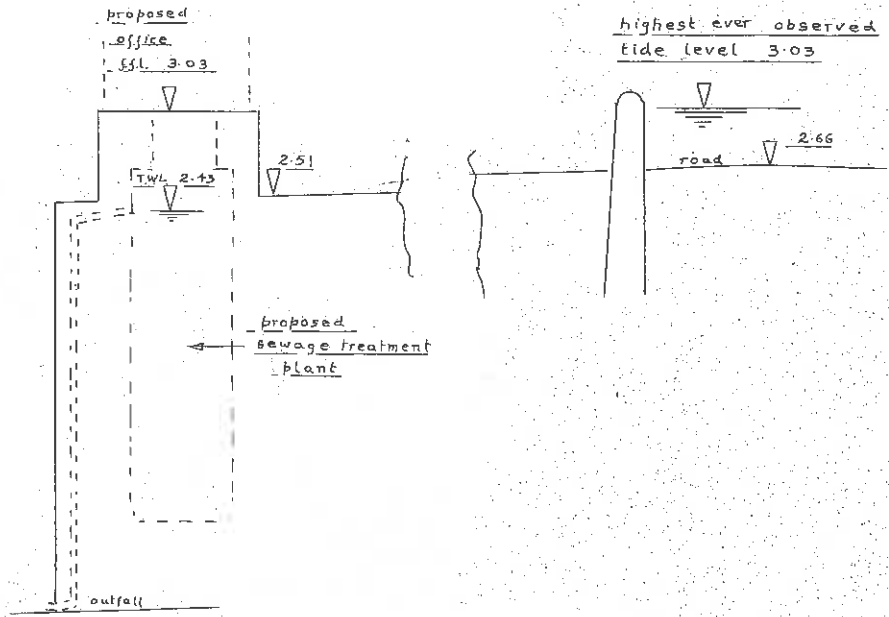 proposed
office
ffl 3.03
highest ever observed
tide level 3.03
2.51
TWL 2.43
road
2.66
proposed
sewage treatment
plant
outfall